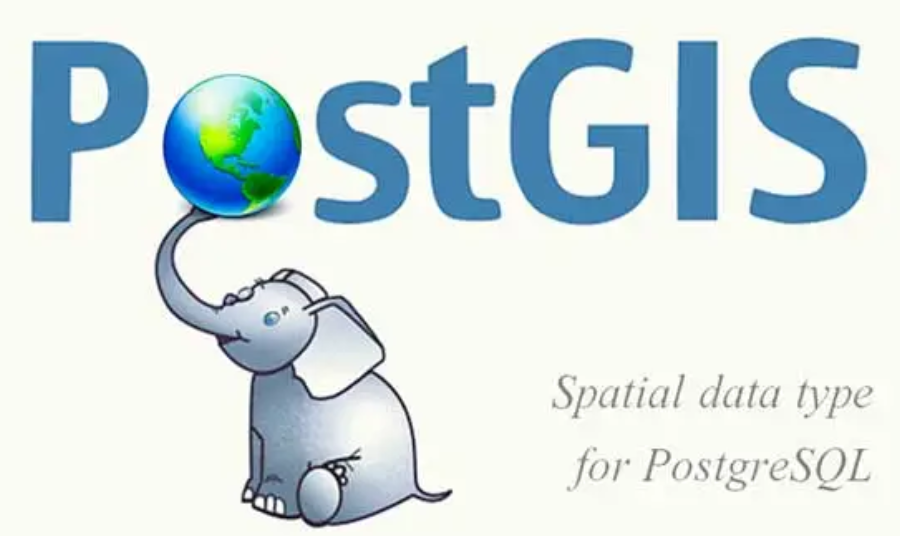 PostGIS
Spatial data type
for PostgreSQL